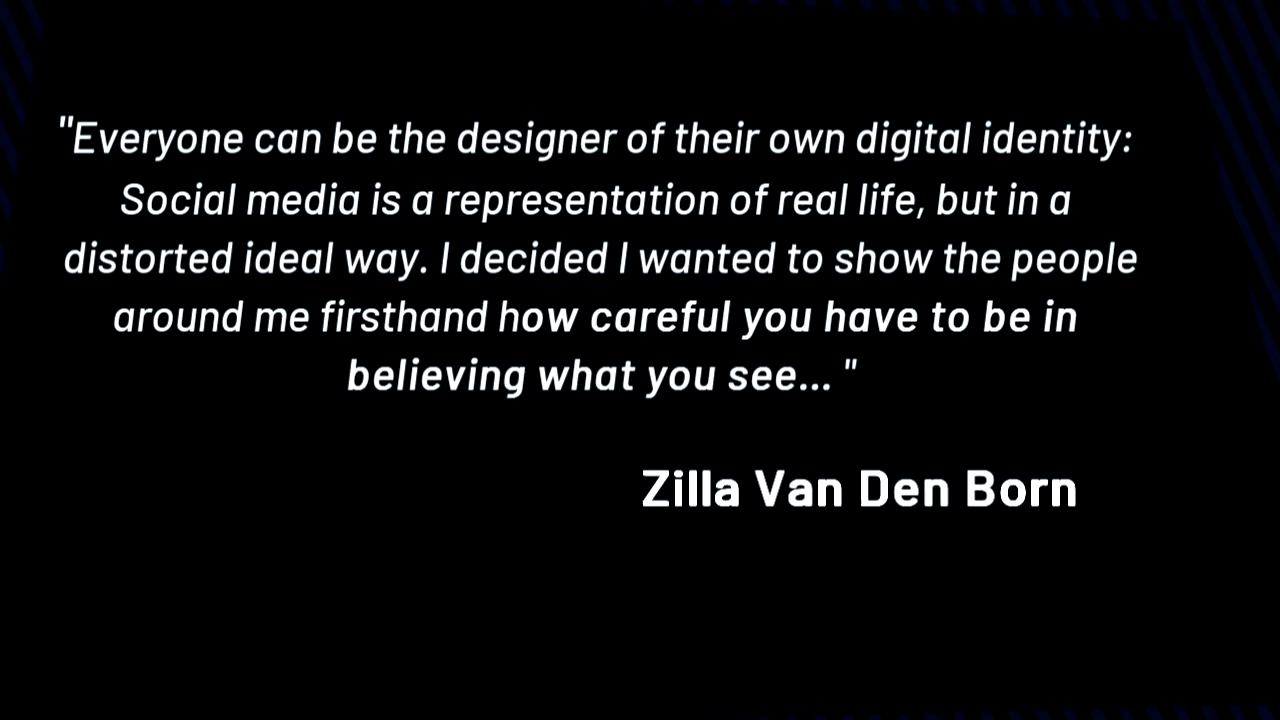 "Everyone can be the designer of their own digital identity:
Social media is a representation of real life, but in a
distorted ideal way. I decided I wanted to show the people
around me firsthand how careful you have to be in
believing what you see... "
Zilla Van Den Born